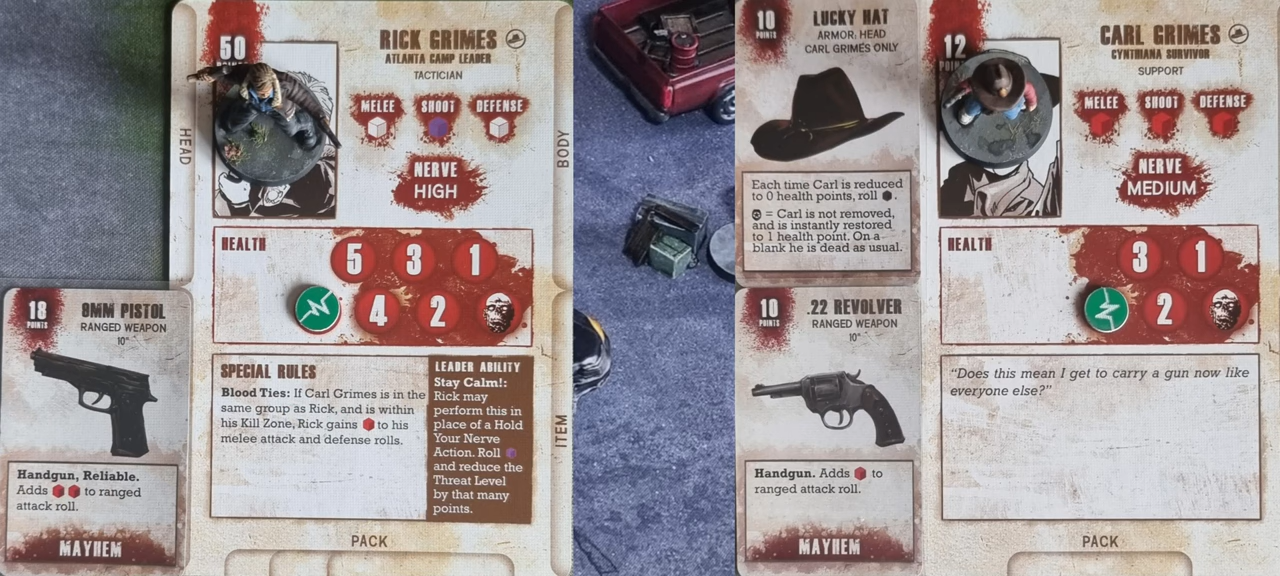 50
RICK GRIMES
ATLANTA CAMP LEADER
TACTICIAN
MELEE SHOOT DEFENSE
NERVE
HIGH
HEAD
BODY
HEALTH
5 3 1
4 2
SPECIAL RULES
Blood Ties: If Carl Grimes is in the
same group as Rick, and is within
his Kill Zone, Rick gains to his
melee attack and defense rolls.
LEADER ABILITY
Stay Calm!:
Rick may
perform this in
place of a Hold
Your Nerve
Action. Roll
and reduce the
Threat Level
by that many
points.
ITEM
PACK
18
POINTS
9MM PISTOL
RANGED WEAPON
10"
Handgun, Reliable.
Adds to ranged
attack roll.
MAYHEM
10
POINTS
LUCKY HAT
ARMOR: HEAD
CARL GRIMES ONLY
Each time Carl is reduced
to 0 health points, roll .
= Carl is not removed,
and is instantly restored
to 1 health point. On a
blank he is dead as usual.
10
POINTS
.22 REVOLVER
RANGED WEAPON
10"
Handgun. Adds to
ranged attack roll.
MAYHEM
12
CARL GRIMES
CYNTHIANA SURVIVOR
SUPPORT
MELEE SHOOT DEFENSE
NERVE
MEDIUM
HEALTH
3 1
2
"Does this mean I get to carry a gun now like
everyone else?"
PACK